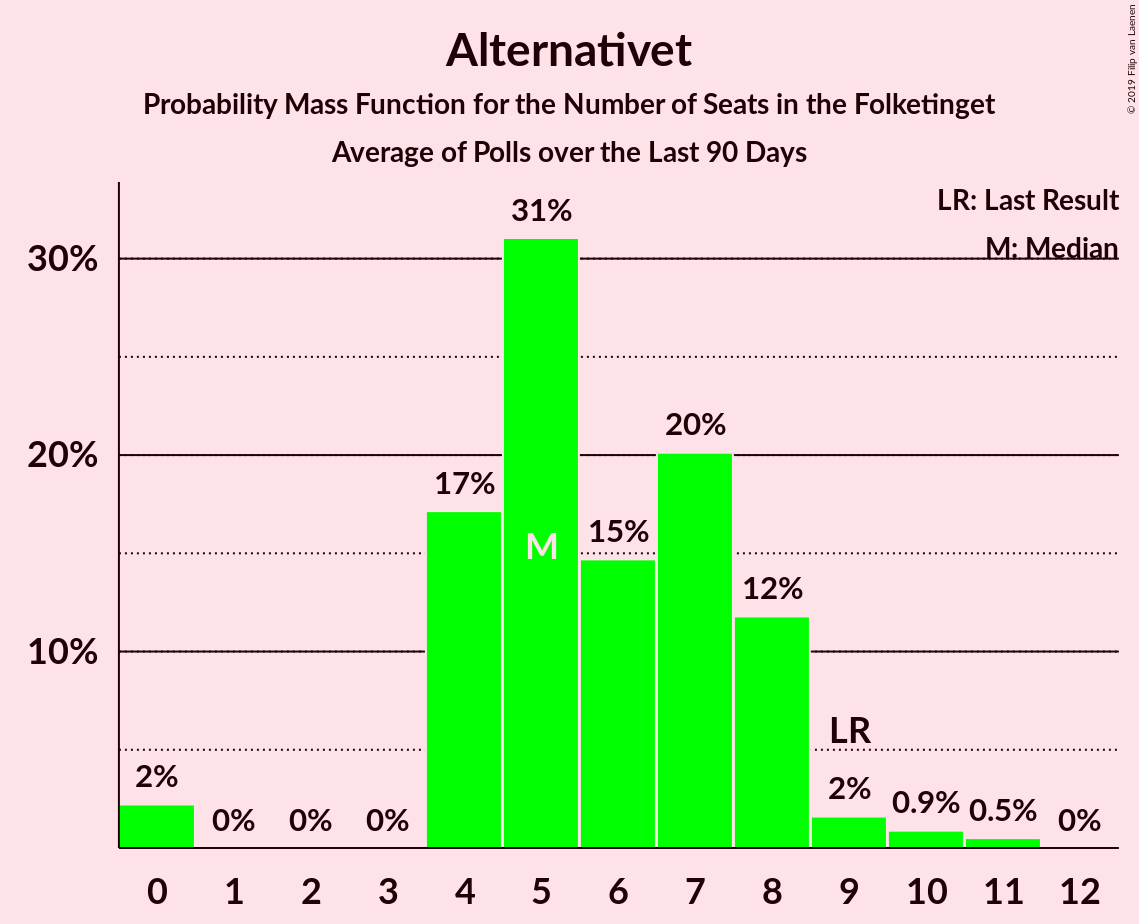 Alternativet
Probability Mass Function for the Number of Seats in the Folketinget
Average of Polls over the Last 90 Days
© 2019 Filip van Laenen
LR: Last Result
M: Median
30%
20%
10%
2%
0%
0%
0%
17%
31%
M
15%
20%
12%
LR
2%
0.9%
0.5%
0%
0 1 2 3 4 5 6 7 8 9 10 11 12